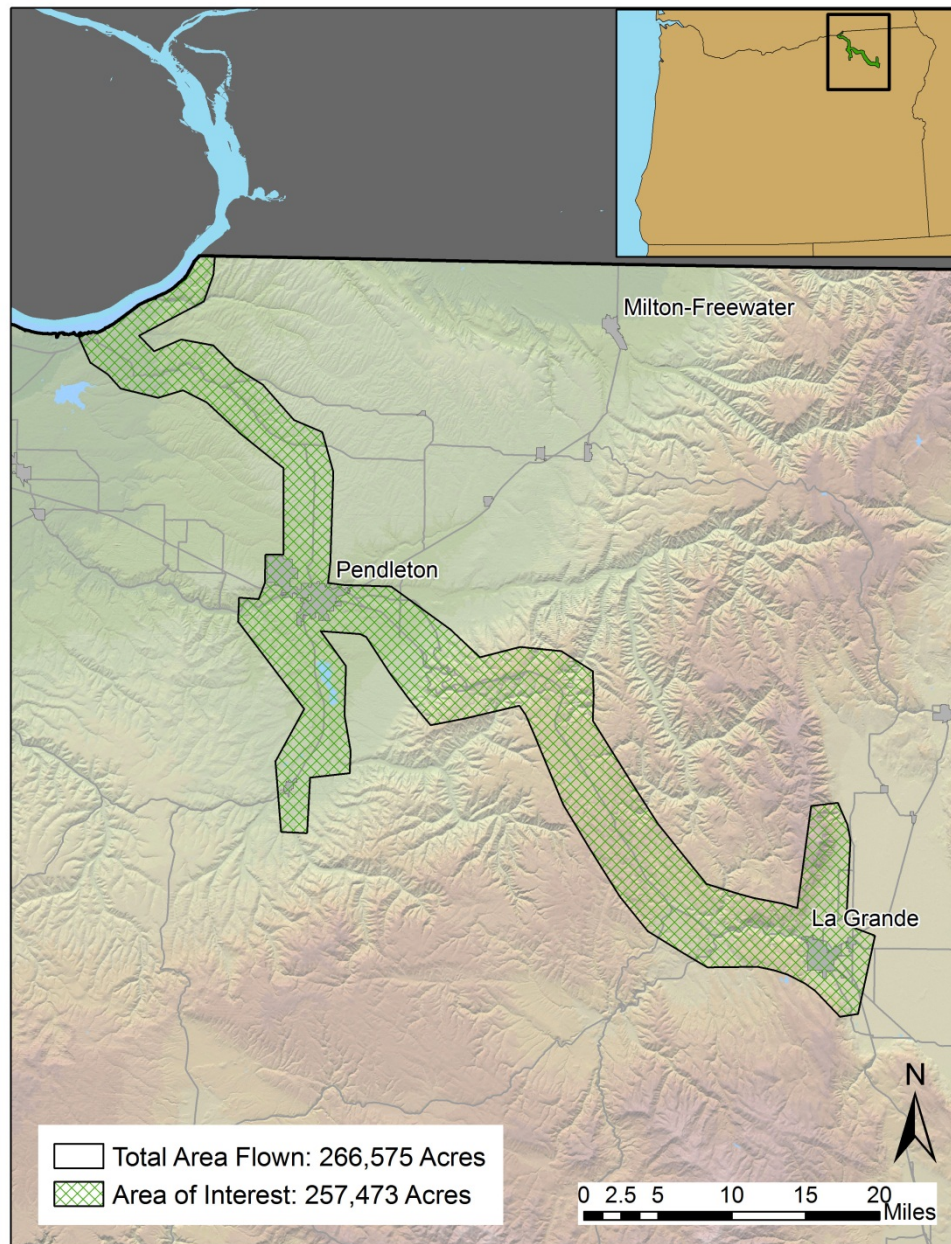 Milton-Freewater
Pendleton
La Grande
N
Total Area Flown: 266,575 Acres
Area of Interest: 257,473 Acres
0 2.5 5 10 15 20
Miles